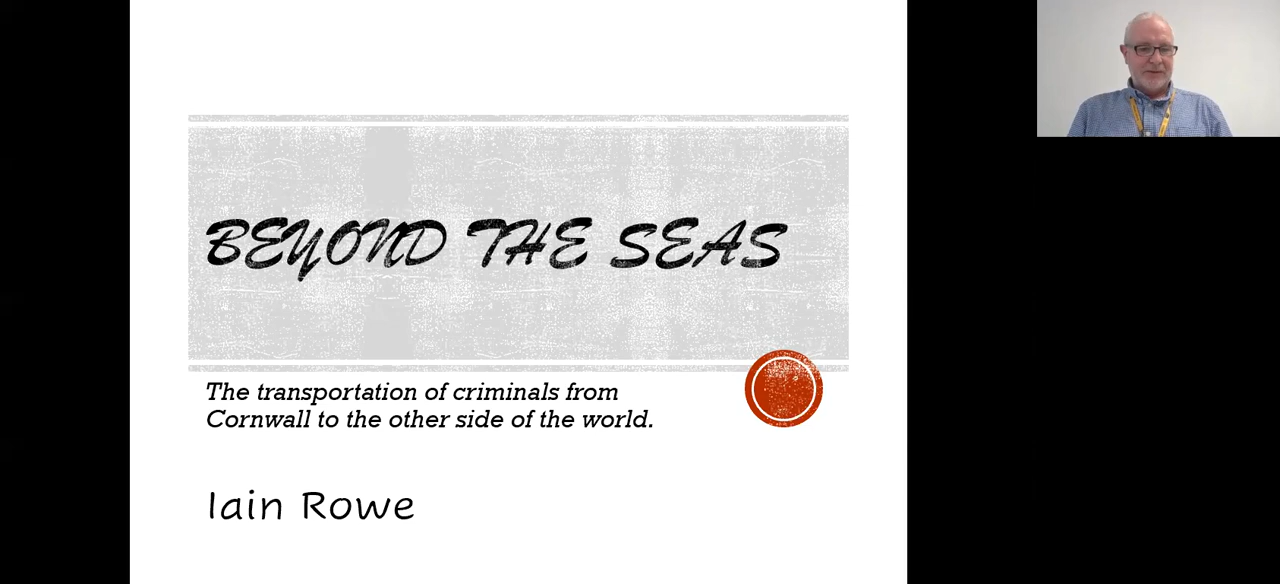 BEYOND THE SEAS
The transportation of criminals from
Cornwall to the other side of the world.
Iain Rowe